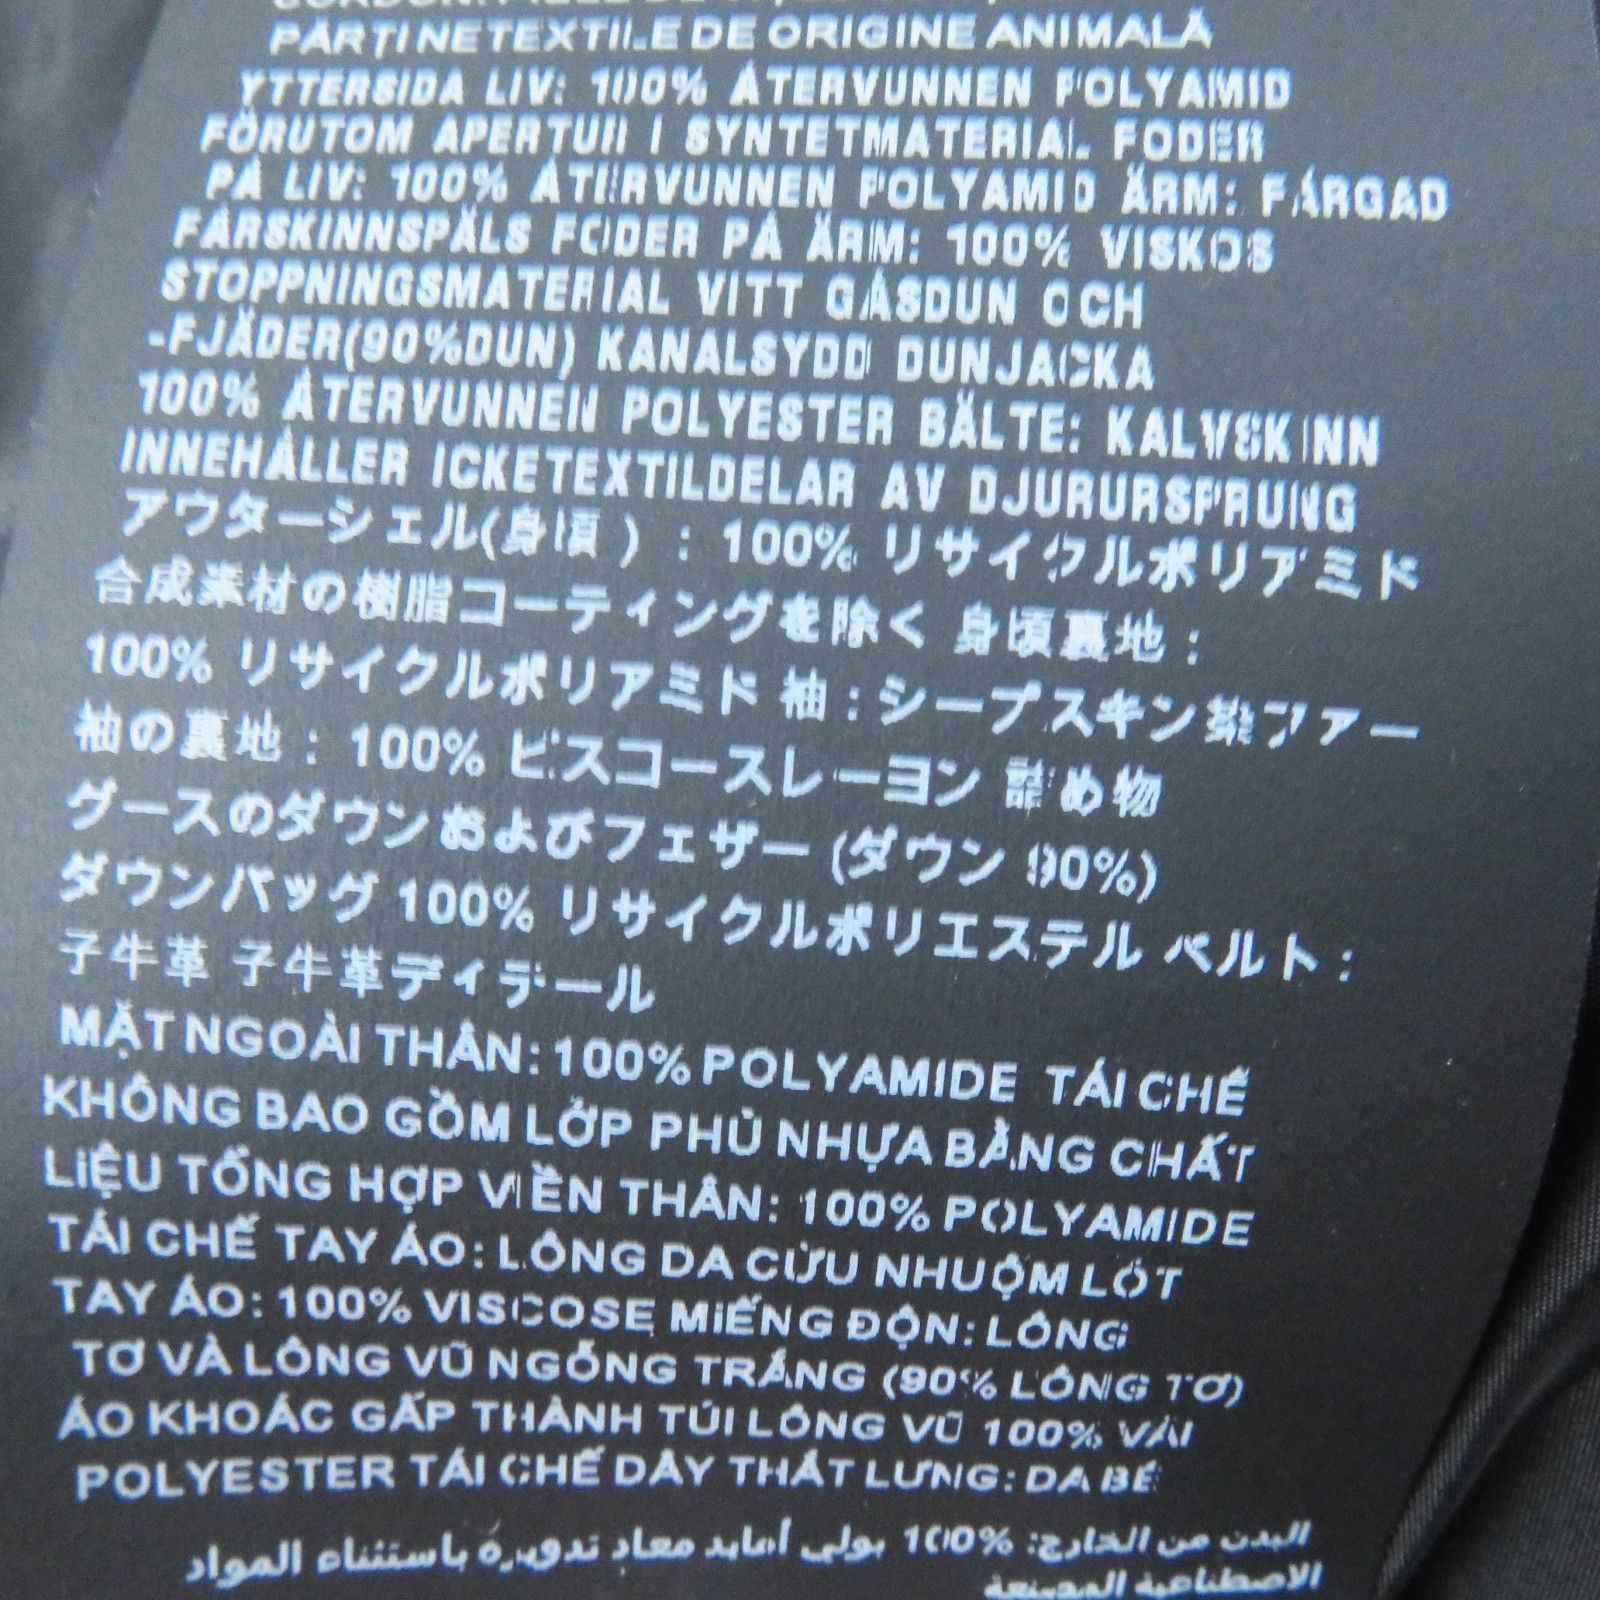 PĂRȚI NETEXTILE DE ORIGINE ANIMALĂ
YTTERSIDA LIV: 100% ÅTERVUNNEN POLYAMID
FÖRUTOM APERTUR I SYNTETMATERIAL FODER
PÅ LIV: 100% ÅTERVUNNEN POLYAMID ÄRM: FÄRGAD
FÅRSKINNSPÄLS FODER PÅ ÄRM: 100% VISKOS
STOPPNINGSMATERIAL VITT GÅSDUN OCH
-FJÄDER(90%DUN) KANALSYDD DUNJACKA
100% ÅTERVUNNEN POLYESTER BÄLTE: KALVSKINN
INNEHÅLLER ICKETEXTILDELAR AV DJURURSPRUNG
アウターシェル(身頃 ) : 100% リサイクルポリアミド
合成素材の樹脂コーティングを除く 身頃裏地 :
100% リサイクルポリアミド 袖 : シープスキン染ファー
袖の裏地 : 100% ビスコースレーヨン 詰め物
グースのダウンおよびフェザー (ダウン 90%)
ダウンバッグ 100% リサイクルポリエステル ベルト :
子牛革 子牛革ディテール
MẶT NGOÀI THÂN: 100% POLYAMIDE TÁI CHẾ
KHÔNG BAO GỒM LỚP PHỦ NHỰA BẰNG CHẤT
LIỆU TỔNG HỢP VIỀN THÂN: 100% POLYAMIDE
TÁI CHẾ TAY ÁO: LÔNG DA CỪU NHUỘM LÓT
TAY ÁO: 100% VISCOSE MIẾNG ĐỘN: LÔNG
TƠ VÀ LÔNG VŨ NGỖNG TRẮNG (90% LÔNG TƠ)
ÁO KHOÁC GẤP THÀNH TÚI LÔNG VŨ 100% VẢI
POLYESTER TÁI CHẾ DÂY THẮT LƯNG: DA BÊ
البدن من الخارج: 100% بولي أمايد معاد تدويره باستثناء المواد
الاصطناعية المصنعة